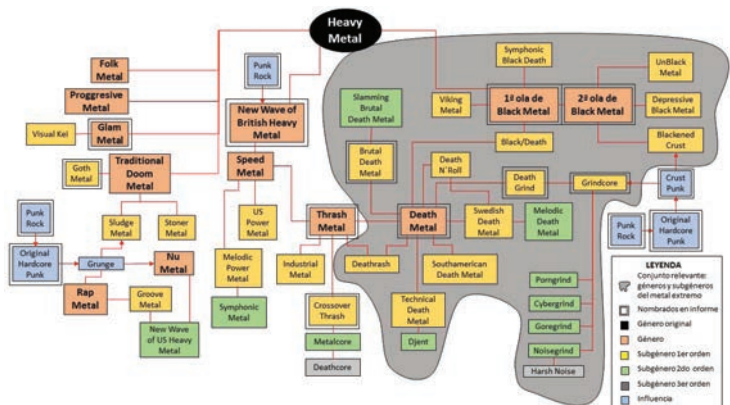 Heavy
Metal
Folk
Metal
Proggresive Metal
Visual Kei
Glam
Metal
Goth
Metal
Traditional
Doom Metal
Punk
Rock
New Wave of
British Heavy
Metal
Speed
Metal
US
Power
Metal
Melodic
Power
Metal
Symphonic
Metal
Sludge
Metal
Stoner
Metal
Punk
Rock
Original
Hardcore
Punk
Grunge
Nu
Metal
Rap
Metal
Groove
Metal
New Wave of
US Heavy
Metal
Thrash
Metal
Industrial
Metal
Crossover
Thrash
Metalcore
Deathcore
Symphonic
Black Death
Slamming
Brutal
Death Metal
Viking
Metal
1ª ola de
Black Metal
2ª ola de
Black Metal
UnBlack
Metal
Depressive
Black Metal
Blackened
Crust
Black/Death
Brutal
Death
Metal
Death
N´Roll
Death
Grind
Grindcore
Crust
Punk
Death
Metal
Swedish
Death
Metal
Melodic
Death
Metal
Punk
Rock
Original
Hardcore
Punk
Deathrash
Southamerican
Death Metal
Technical
Death
Metal
Djent
Porngrind
Cybergrind
Goregrind
Noisegrind
Harsh Noise
LEYENDA
Conjunto relevante:
géneros y subgéneros
del metal extremo
Nombrados en informe
Género original
Género
Subgénero 1er orden
Subgénero 2do orden
Subgénero 3er orden
Influencia